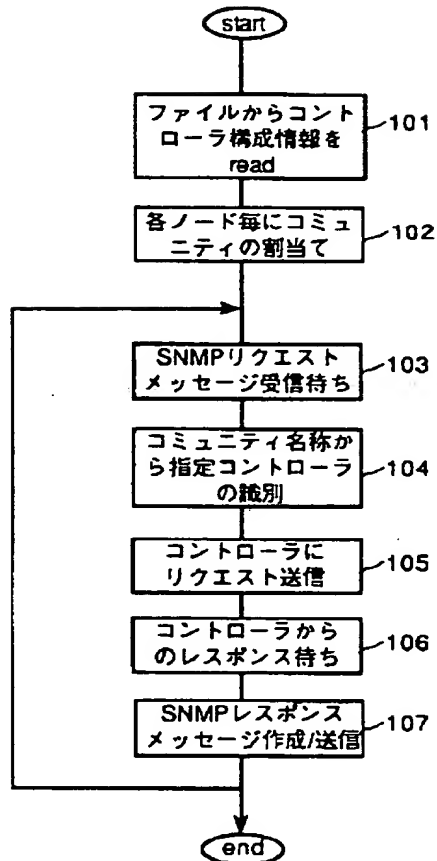 start
ファイルからコント
ローラ構成情報を
read
101
各ノード毎にコミュ
ニティの割当て
102
SNMPリクエスト
メッセージ受信待ち
103
コミュニティ名称か
ら指定コントローラ
の識別
104
コントローラに
リクエスト送信
105
コントローラから
のレスポンス待ち
106
SNMPレスポンス
メッセージ作成/送信
107
end